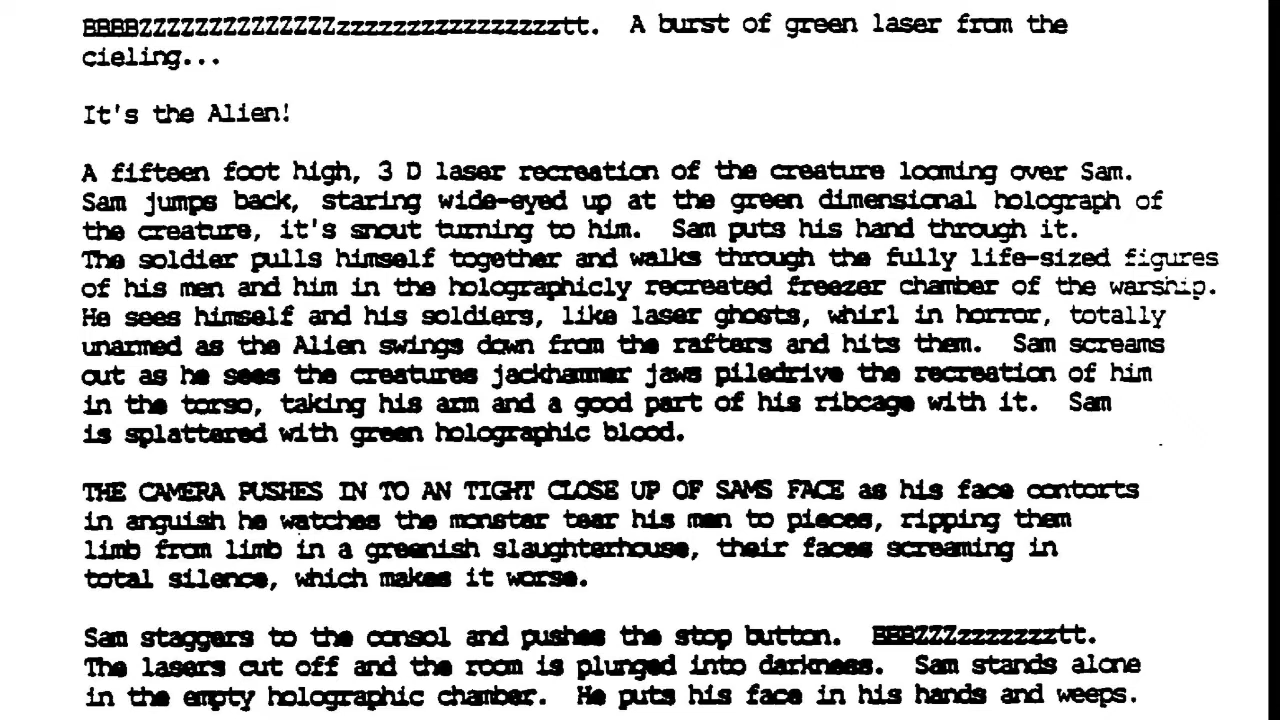 BBBBZZZZZZZZZZZZZZzzzzzzzzzzzzzzzztt.  A burst of green laser from the
cieling...
It's the Alien!
A fifteen foot high, 3 D laser recreation of the creature looming over Sam.
Sam jumps back, staring wide-eyed up at the green dimensional holograph of
the creature, it's snout turning to him.  Sam puts his hand through it.
The soldier pulls himself together and walks through the fully life-sized figures
of his men and him in the holographicly recreated freezer chamber of the warship.
He sees himself and his soldiers, like laser ghosts, whirl in horror, totally
unarmed as the Alien swings down from the rafters and hits them.  Sam screams
out as he sees the creatures jackhammer jaws piledrive the recreation of him
in the torso, taking his arm and a good part of his ribcage with it.  Sam
is splattered with green holographic blood.
THE CAMERA PUSHES IN TO AN TIGHT CLOSE UP OF SAMS FACE as his face contorts
in anguish he watches the monster tear his men to pieces, ripping them
limb from limb in a greenish slaughterhouse, their faces screaming in
total silence, which makes it worse.
Sam staggers to the consol and pushes the stop button.  BBBZZZzzzzzzztt.
The lasers cut off and the room is plunged into darkness.  Sam stands alone
in the empty holographic chamber.  He puts his face in his hands and weeps.